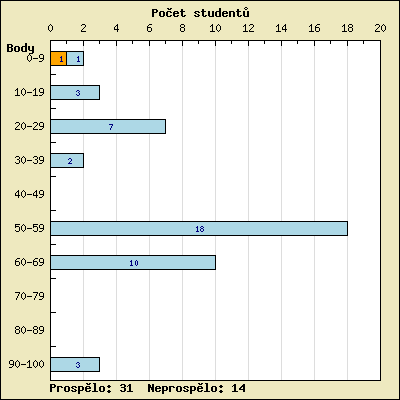 Počet studentů
0 2 4 6 8 10 12 14 16 18 20
Body
0-9 1 1
10-19 3
20-29 7
30-39 2
40-49
50-59 18
60-69 10
70-79
80-89
90-100 3
Prospělo: 31 Neprospělo: 14